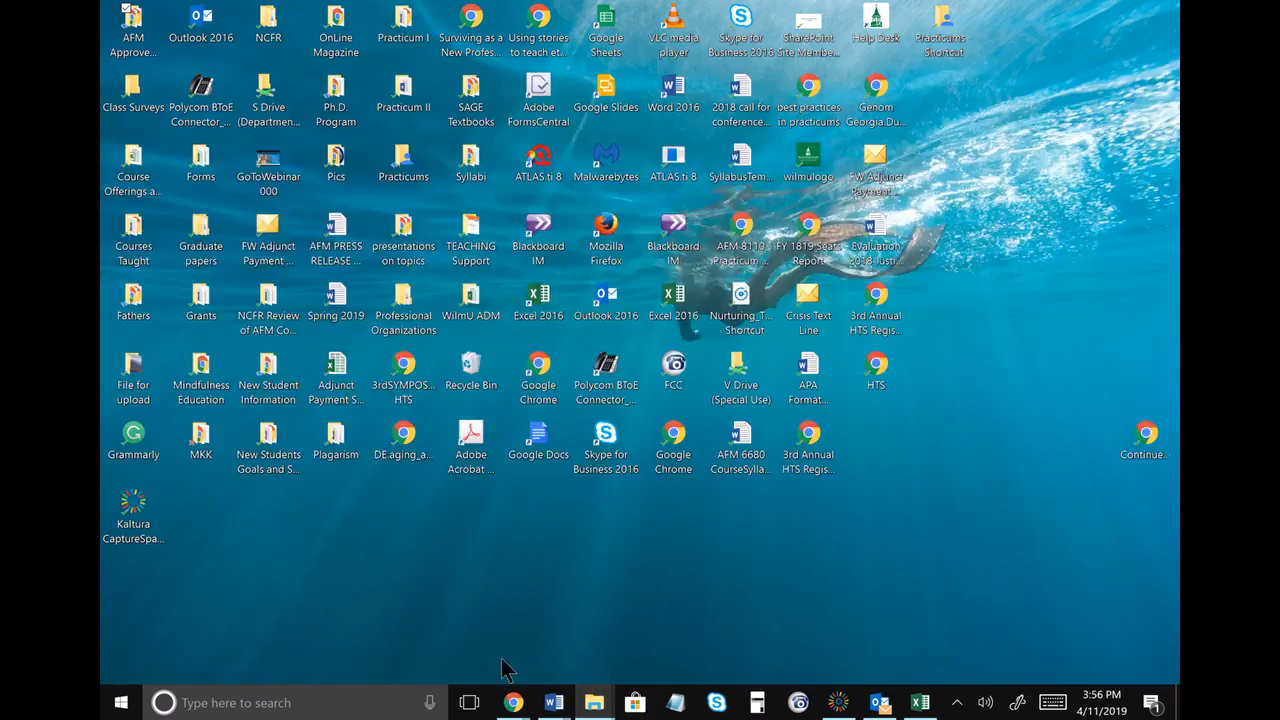 AFM
Approve...
Outlook 2016
NCFR
OnLine
Magazine
Practicum I
Surviving as a
New Profes...
Using stories
to teach et...
Google
Sheets
VLC media
player
Skype for
Business 2016
SharePoint
Site Membe...
Help Desk
Practicums -
Shortcut
Class Surveys
Polycom BToE
Connector_...
S Drive
(Departmen...
Ph.D.
Program
Practicum II
SAGE
Textbooks
Adobe
FormsCentral
Google Slides
Word 2016
2018 call for
conference...
best practices
in practicums
Genom
Georgia.Du...
Course
Offerings a...
Forms
GoToWebinar
000
Pics
Practicums
Syllabi
ATLAS.ti 8
Malwarebytes
ATLAS.ti 8
SyllabusTem...
wilmulogo
FW Adjunct
Payment ...
Courses
Taught
Graduate
papers
FW Adjunct
Payment ...
AFM PRESS
RELEASE ...
presentations
on topics
TEACHING
Support
Blackboard
IM
Mozilla
Firefox
Blackboard
IM
AFM 8110
Practicum ...
FY 1819 Seats
Report...
Evaluation
2018 Justi...
Fathers
Grants
NCFR Review
of AFM Co...
Spring 2019
Professional
Organizations
WilmU ADM
Excel 2016
Outlook 2016
Excel 2016
Nurturing_T...
- Shortcut
Crisis Text
Line
3rd Annual
HTS Regis...
File for
upload
Mindfulness
Education
New Student
Information
Adjunct
Payment S...
3rdSYMPOS...
HTS
Recycle Bin
Google
Chrome
Polycom BToE
Connector_...
FCC
V Drive
(Special Use)
APA
Format...
HTS
Grammarly
MKK
New Students
Goals and S...
Plagarism
DE.aging_a...
Adobe
Acrobat ...
Google Docs
Skype for
Business 2016
Google
Chrome
AFM 6680
CourseSylla...
3rd Annual
HTS Regis...
Continue..
Kaltura
CaptureSpa...
Type here to search
3:56 PM
4/11/2019
1